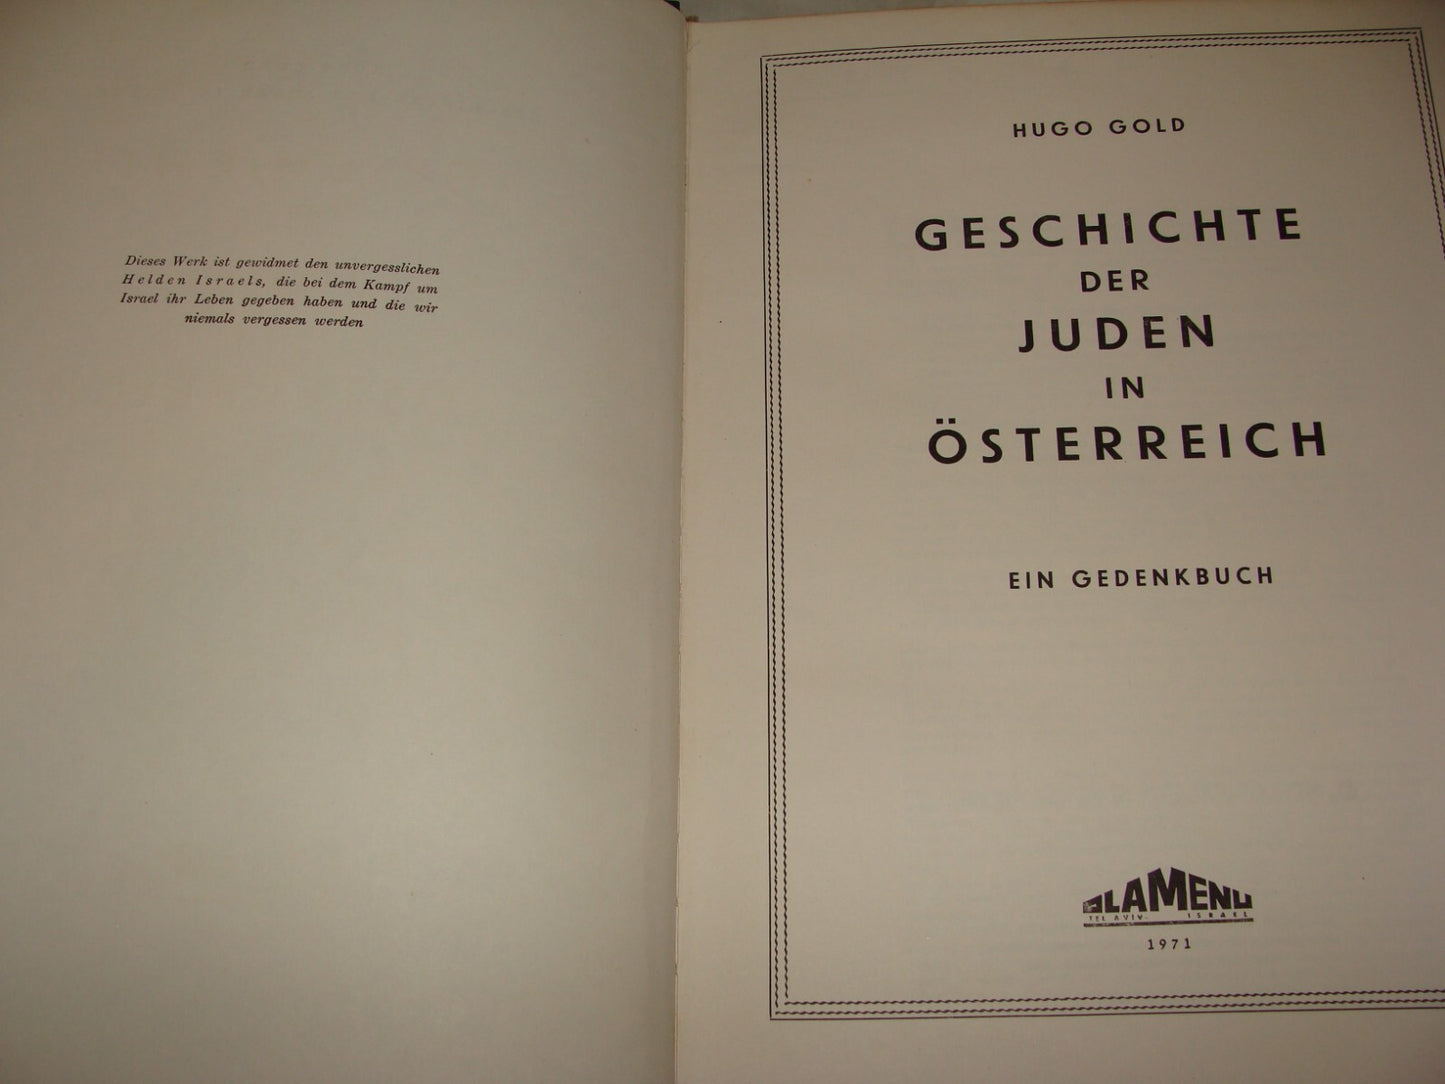 Dieses Werk ist gewidmet den unvergesslichen
Helden Israels, die bei dem Kampf um
Israel ihr Leben gegeben haben und die wir
niemals vergessen werden
HUGO GOLD
GESCHICHTE
DER
JUDEN
IN
ÖSTERREICH
EIN GEDENKBUCH
OLAMENU
TEL AVIV - ISRAEL
1971